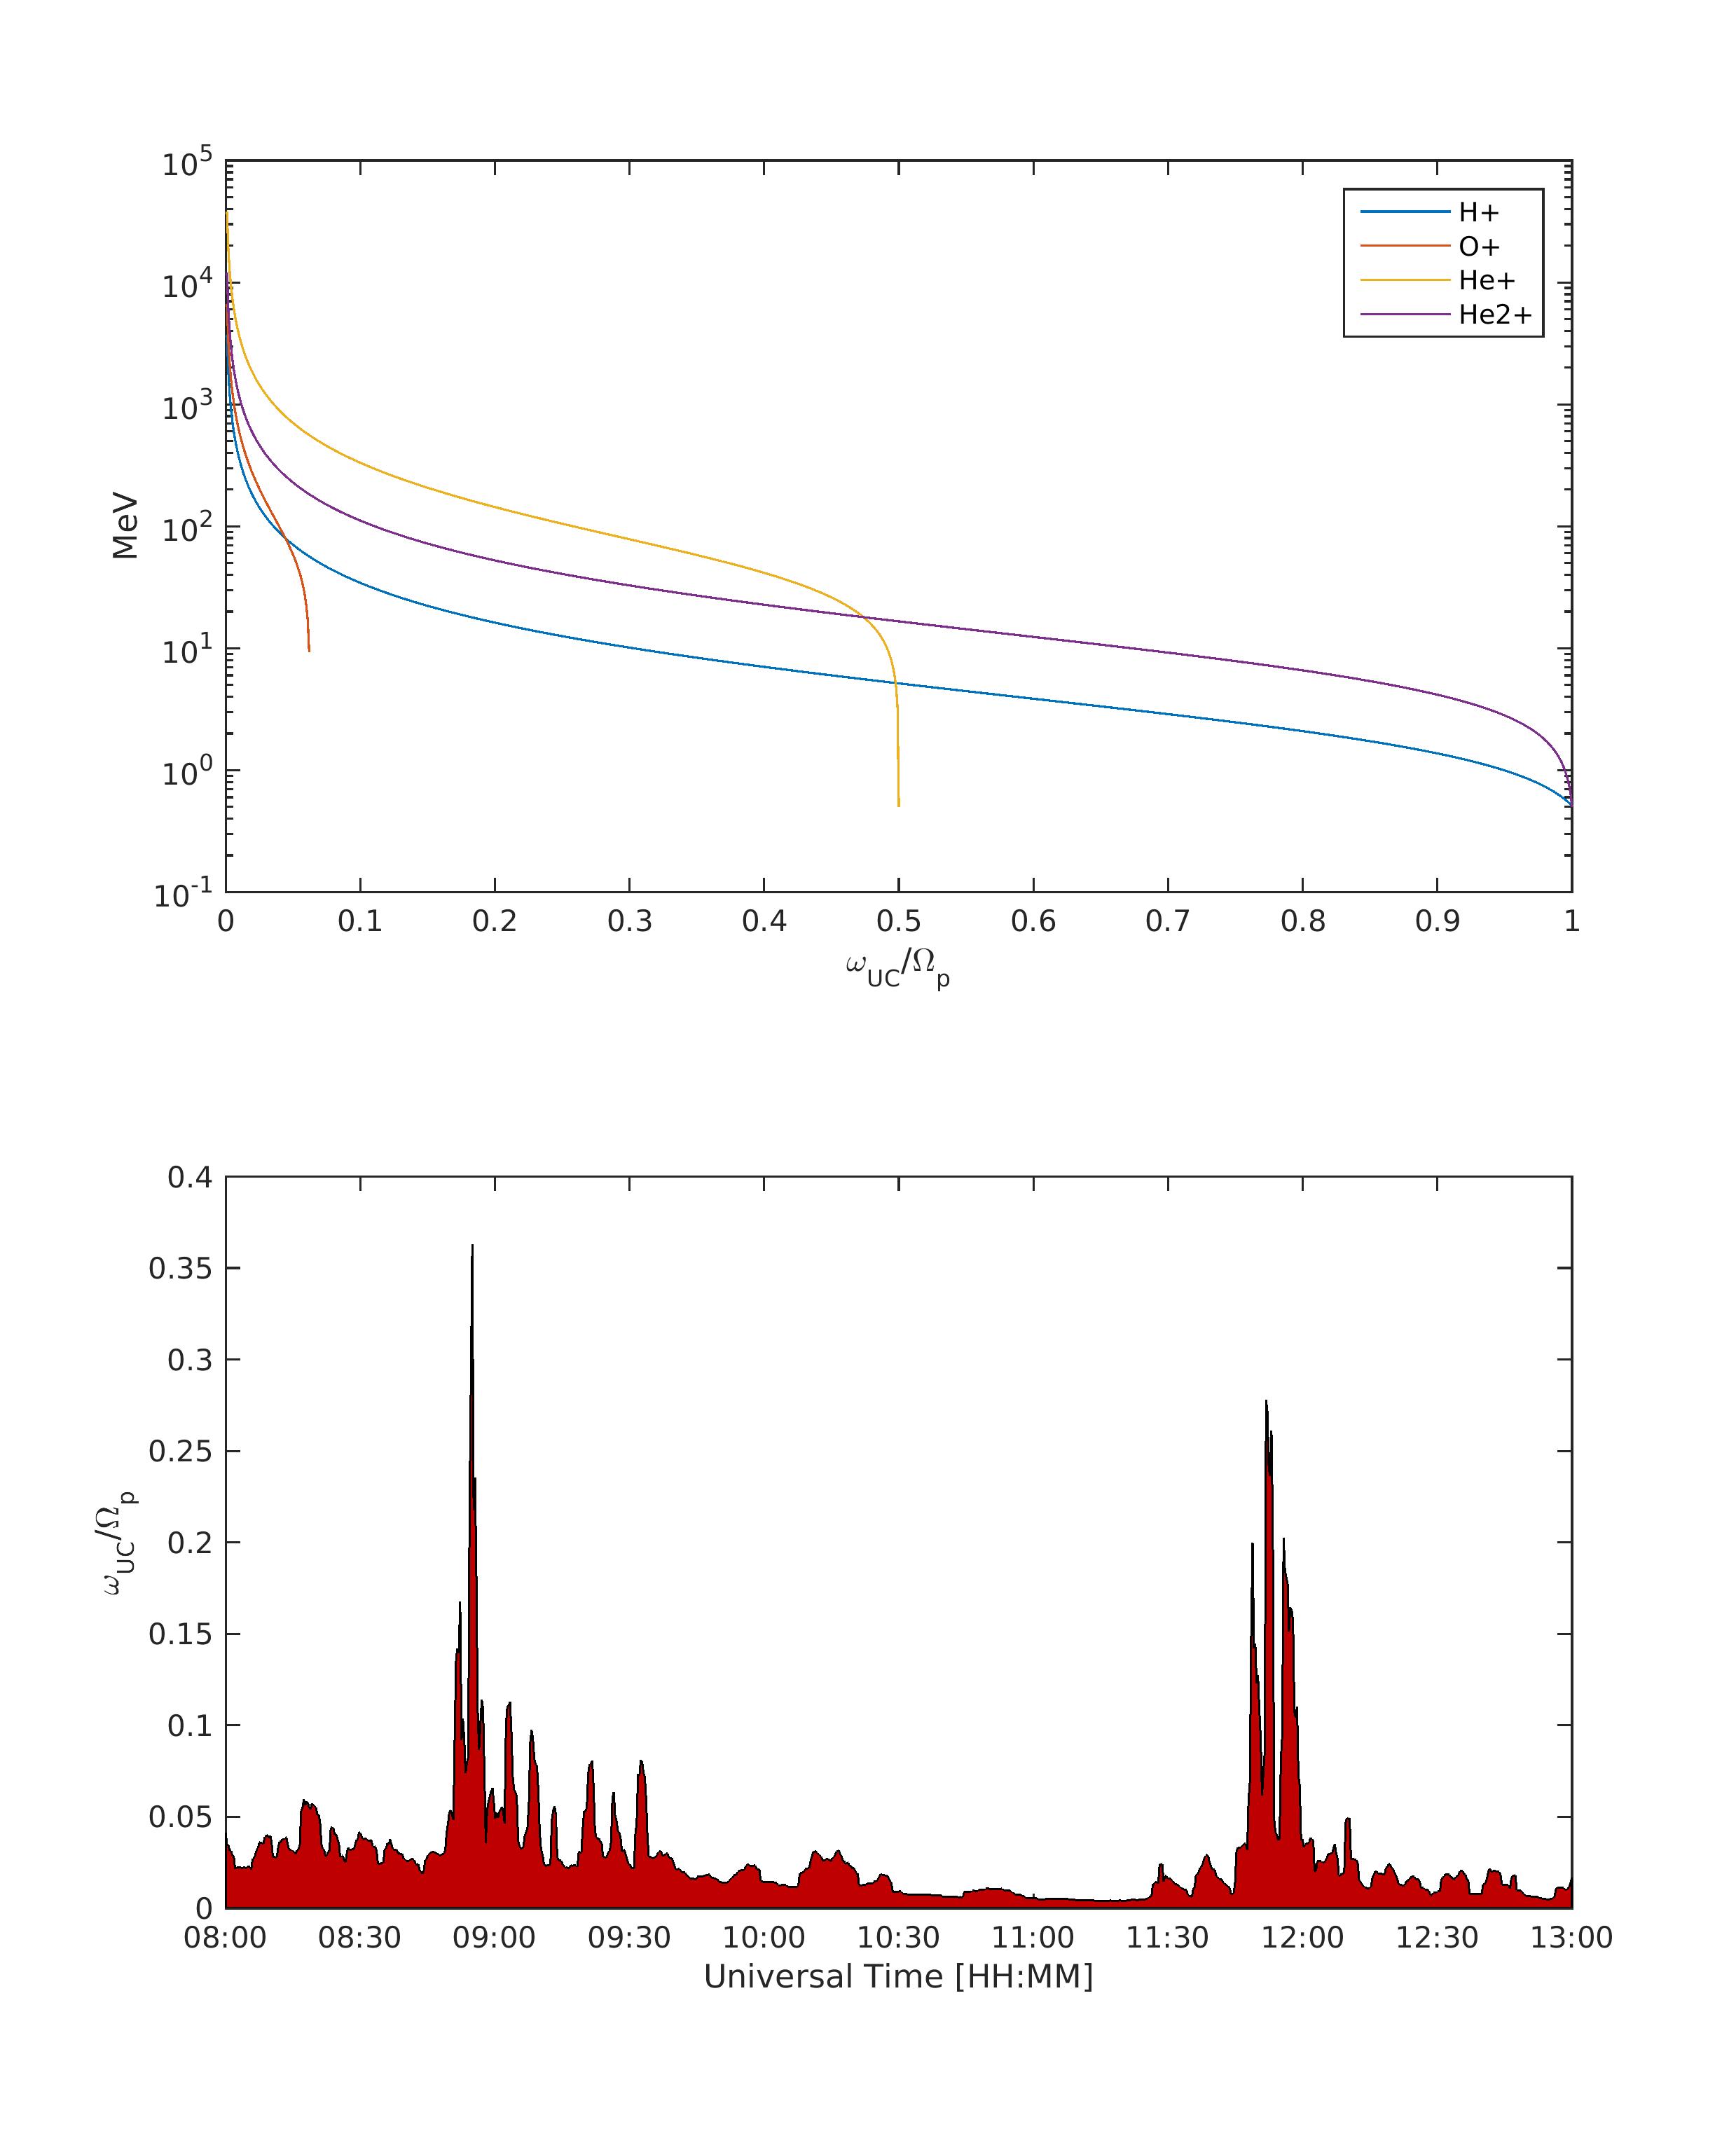 10^5
10^4
10^3
10^2
10^1
10^0
10^-1
MeV
H+
O+
He+
He2+
0 0.1 0.2 0.3 0.4 0.5 0.6 0.7 0.8 0.9 1
ω_UC/Ω_p
0.4
0.35
0.3
0.25
0.2
0.15
0.1
0.05
0
ω_UC/Ω_p
08:00 08:30 09:00 09:30 10:00 10:30 11:00 11:30 12:00 12:30 13:00
Universal Time [HH:MM]